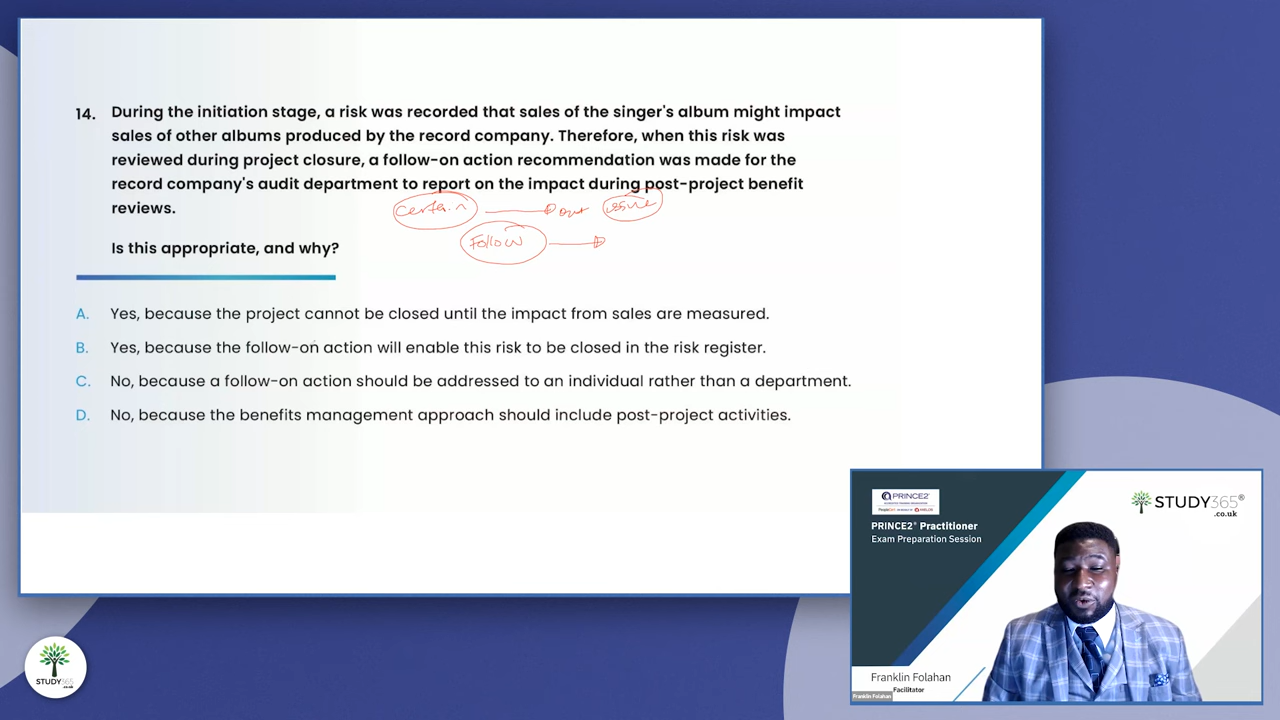 14. During the initiation stage, a risk was recorded that sales of the singer's album might impact
sales of other albums produced by the record company. Therefore, when this risk was
reviewed during project closure, a follow-on action recommendation was made for the
record company's audit department to report on the impact during post-project benefit
reviews.
certain out issue
Follow
Is this appropriate, and why?
A. Yes, because the project cannot be closed until the impact from sales are measured.
B. Yes, because the follow-on action will enable this risk to be closed in the risk register.
C. No, because a follow-on action should be addressed to an individual rather than a department.
D. No, because the benefits management approach should include post-project activities.
PRINCE2
STUDY365®
.co.uk
PRINCE2® Practitioner
Exam Preparation Session
Franklin Folahan
Facilitator
Franklin Folahan
STUDY365
.co.uk